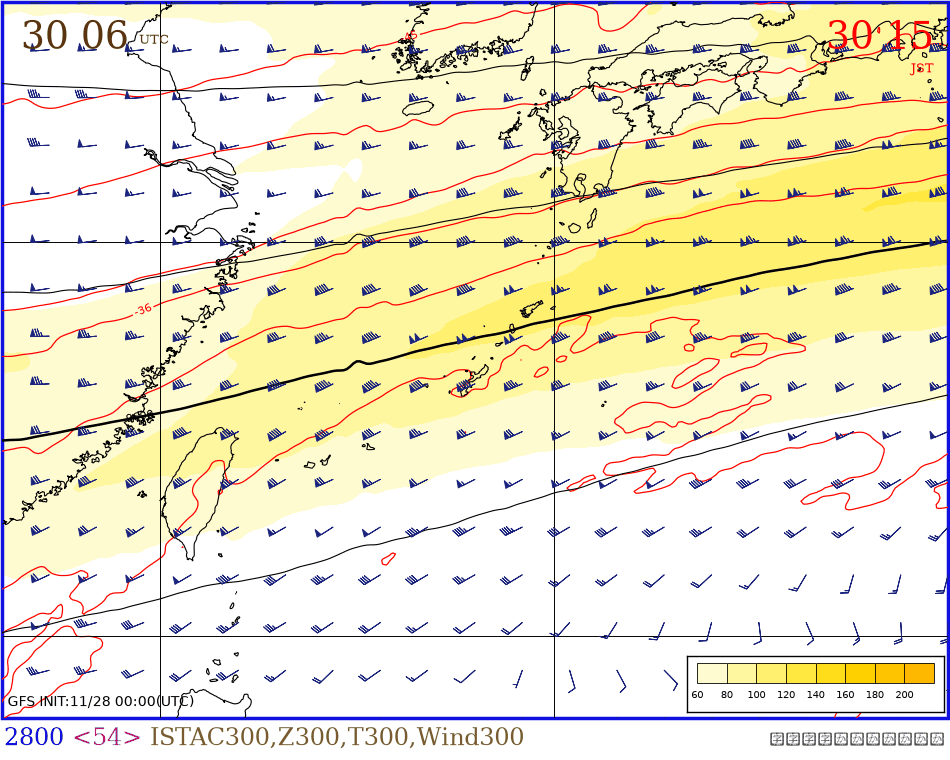 30 06 UTC
30 15
JST
-36
60 80 100 120 140 160 180 200
GFS INIT:11/28 00:00(UTC)
2800 <54> ISTAC300,Z300,T300,Wind300